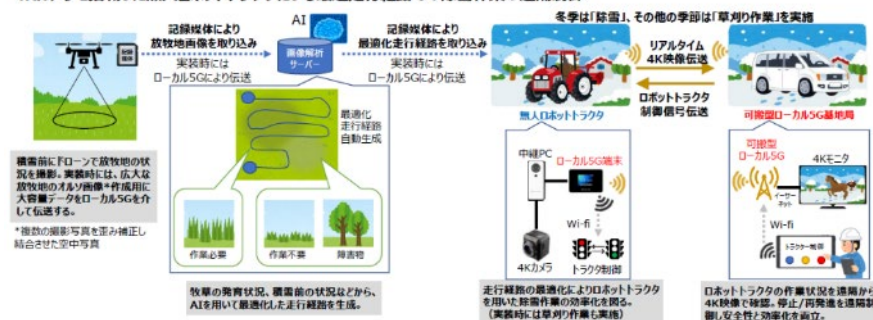 冬季は「除雪」、その他の季節は「草刈り作業」を実施
記録媒体により
放牧地画像を取り込み
実装時には
ローカル5Gにより伝送
AI
画像解析
サーバー
記録媒体により
最適化走行経路を取り込み
実装時には
ローカル5Gにより伝送
リアルタイム
4K映像伝送
ロボットトラクタ
制御信号伝送
無人ロボットトラクタ
可搬型ローカル5G基地局
記録
媒体
最適化
走行経路
自動生成
作業必要
作業不要
障害物
積雪前にドローンで放牧地の状
況を撮影。実装時には、広大な
放牧地のオルソ画像*作成用に
大容量データをローカル5Gを介
して伝送する。
*複数の撮影写真を歪み補正し
結合させた空中写真
牧草の発育状況、積雪前の状況などから、
AIを用いて最適化した走行経路を生成。
中継PC
ローカル5G端末
Wi-fi
4Kカメラ
トラクタ制御
走行経路の最適化によりロボットトラクタ
を用いた除雪作業の効率化を図る。
（実装時には草刈り作業も実施）
可搬型
ローカル5G
4Kモニタ
イーサー
ネット
Wi-fi
トラクター制御
ロボットトラクタの作業状況を遠隔から
4K映像で確認。停止/再発進を遠隔制
御し安全性と効率化を両立。